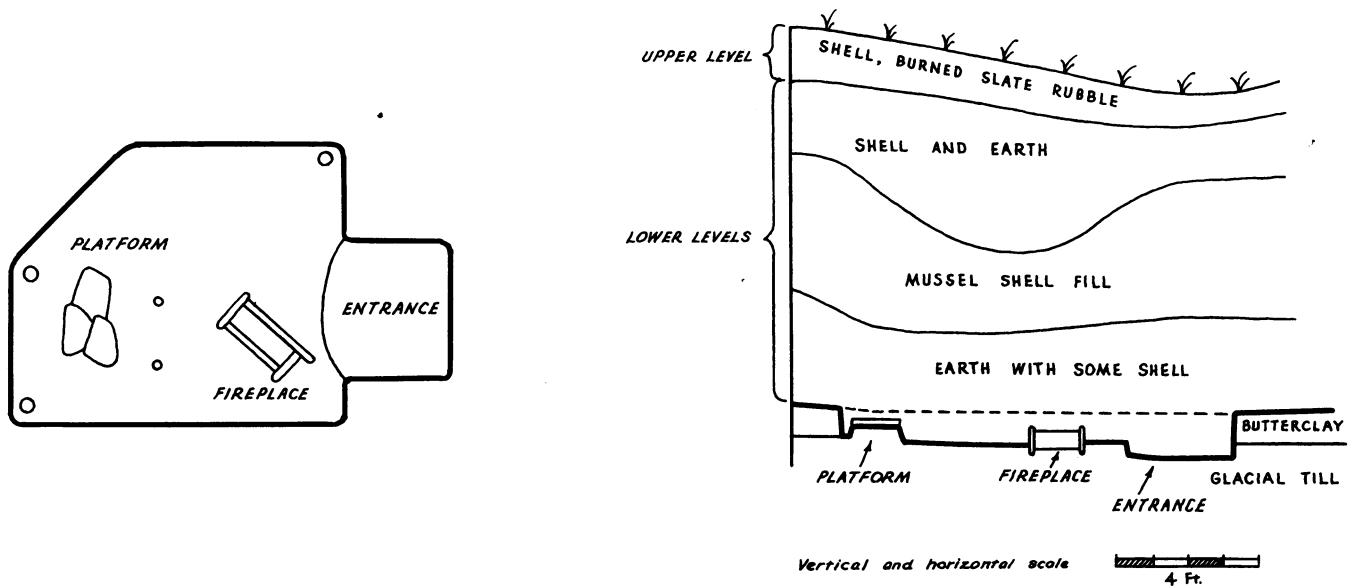 PLATFORM
ENTRANCE
FIREPLACE
UPPER LEVEL
SHELL, BURNED SLATE RUBBLE
SHELL AND EARTH
LOWER LEVELS
MUSSEL SHELL FILL
EARTH WITH SOME SHELL
BUTTERCLAY
PLATFORM
FIREPLACE
GLACIAL TILL
ENTRANCE
Vertical and horizontal scale
4 Ft.